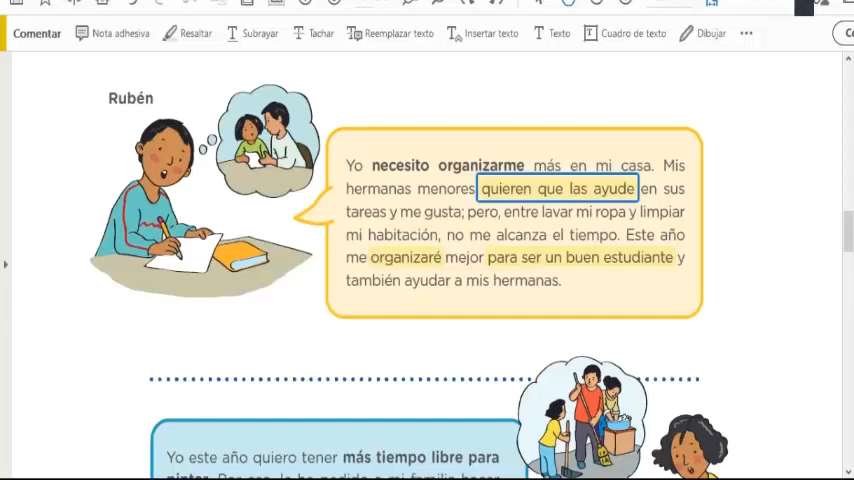 Comentar Nota adhesiva Resaltar Subrayar Tachar Reemplazar texto Insertar texto Texto Cuadro de texto Dibujar
Rubén
Yo necesito organizarme más en mi casa. Mis
hermanas menores quieren que las ayude en sus
tareas y me gusta; pero, entre lavar mi ropa y limpiar
mi habitación, no me alcanza el tiempo. Este año
me organizaré mejor para ser un buen estudiante y
también ayudar a mis hermanas.
Yo este año quiero tener más tiempo libre para